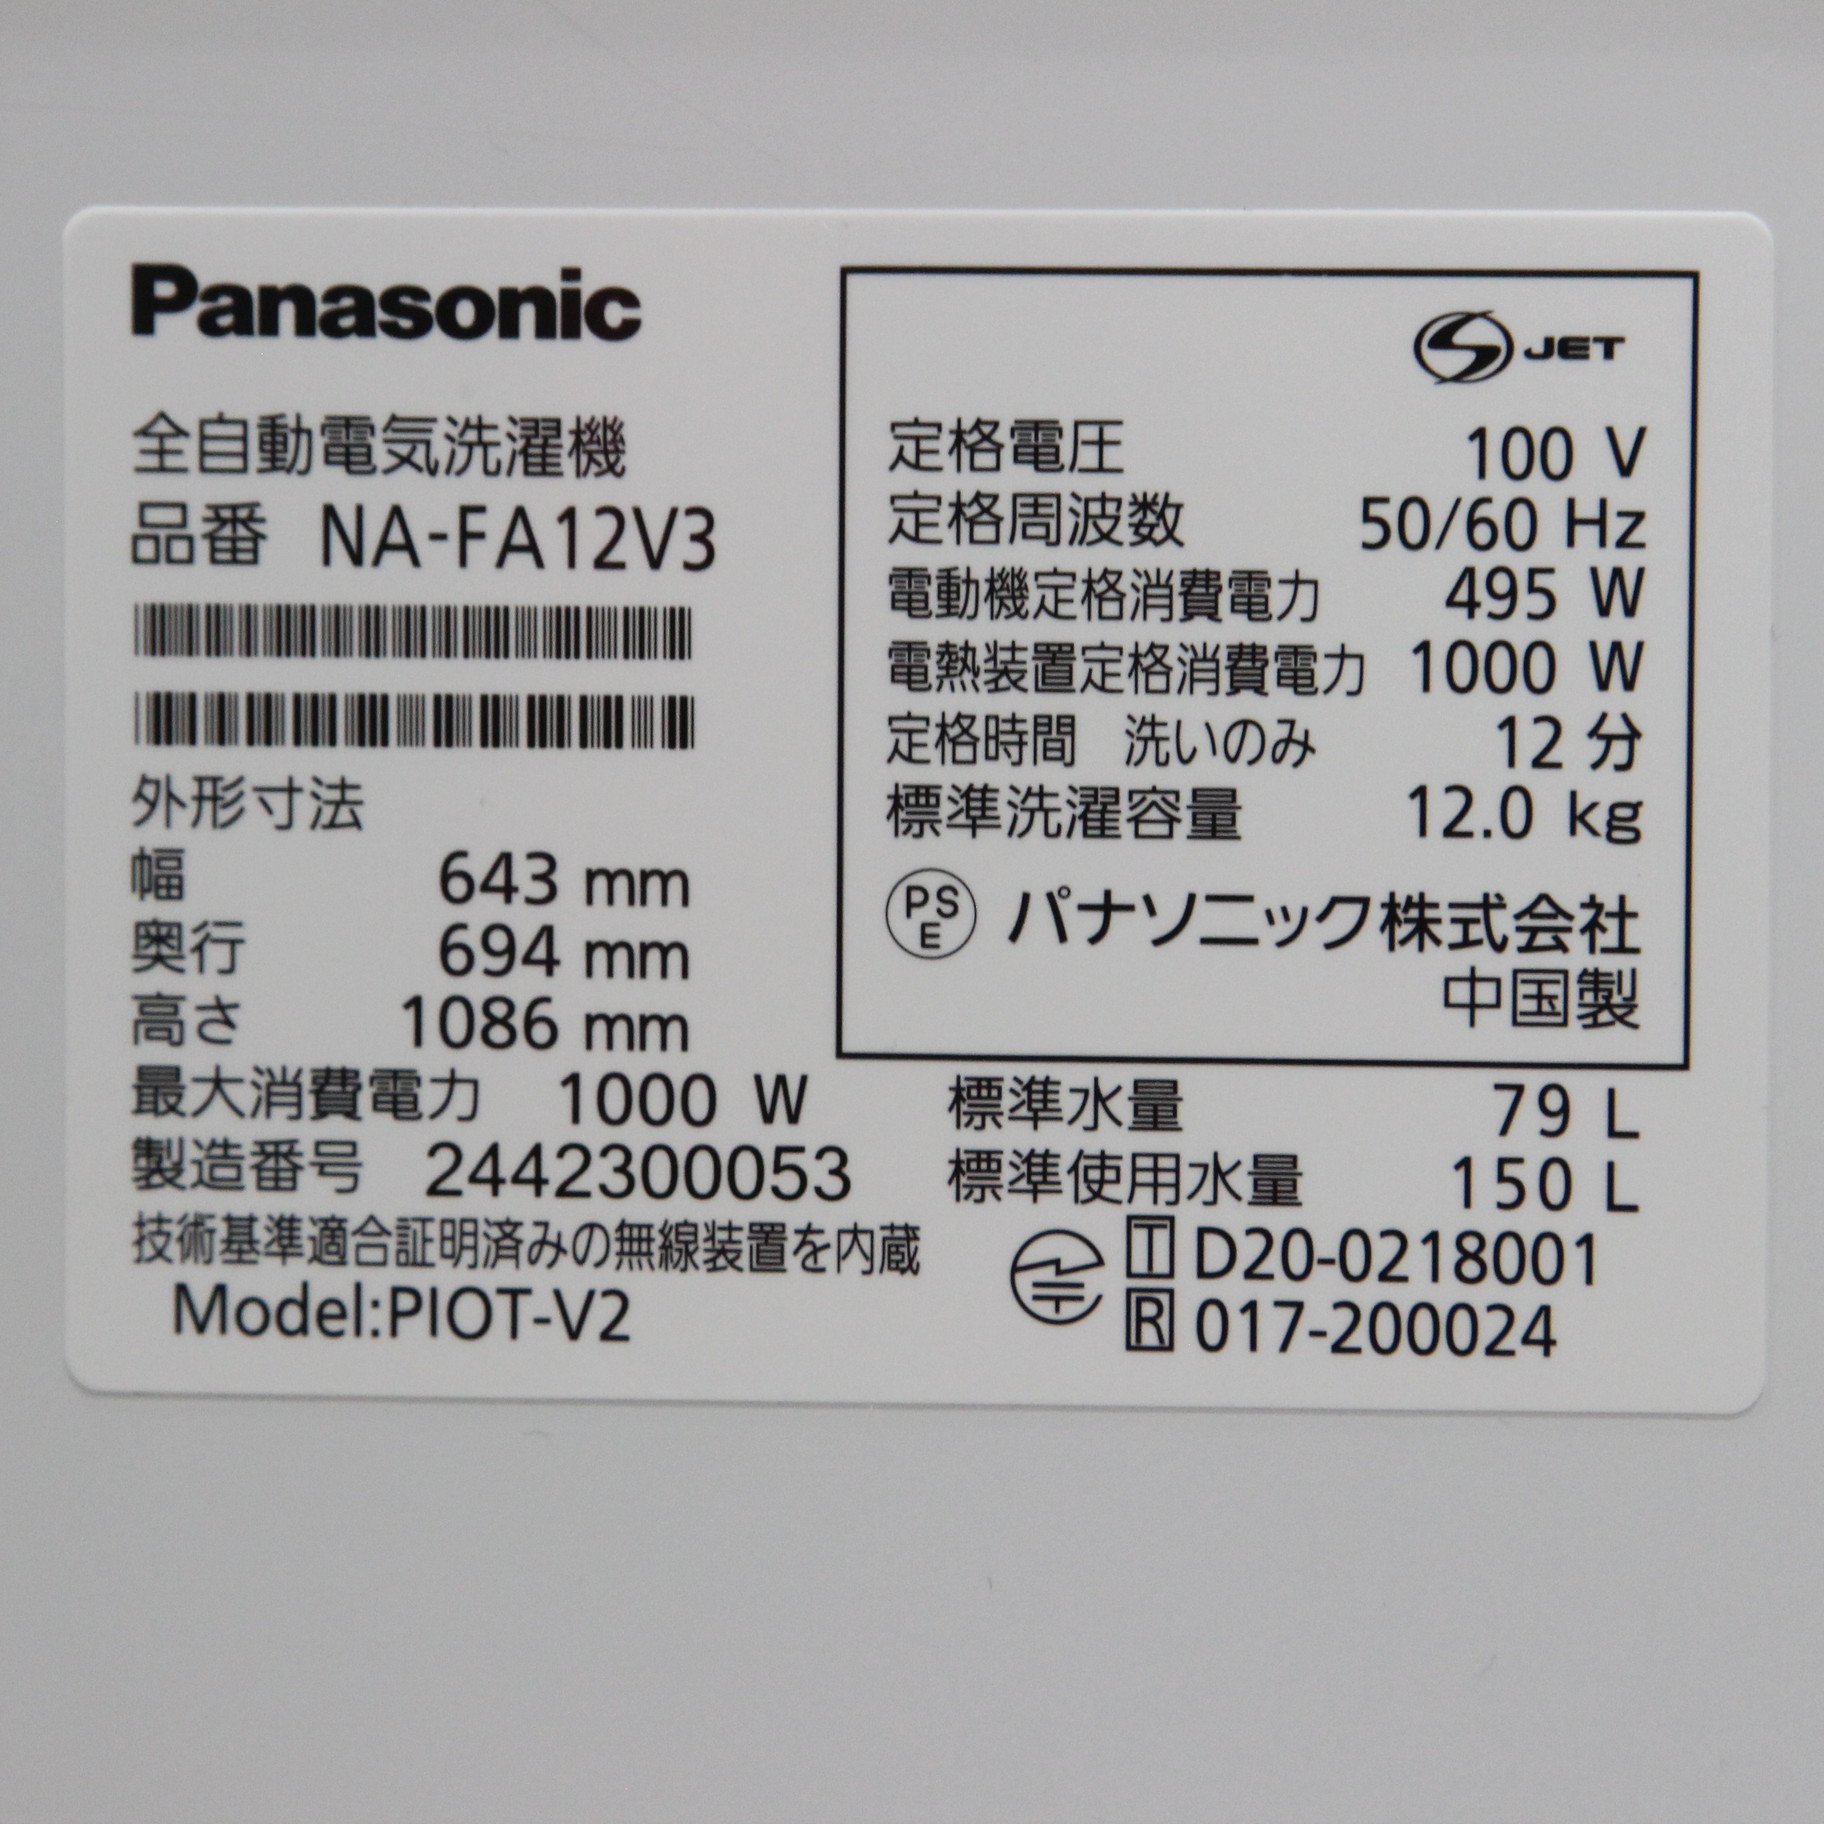 Panasonic
全自動電気洗濯機
品番 NA-FA12V3
外形寸法
幅 643 mm
奥行 694 mm
高さ 1086 mm
最大消費電力 1000 W
製造番号 2442300053
技術基準適合証明済みの無線装置を内蔵
Model:PIOT-V2
S JET
定格電圧 100 V
定格周波数 50/60 Hz
電動機定格消費電力 495 W
電熱装置定格消費電力 1000 W
定格時間 洗いのみ 12 分
標準洗濯容量 12.0 kg
PSE パナソニック株式会社
中国製
標準水量 79 L
標準使用水量 150 L
T D20-0218001
R 017-200024